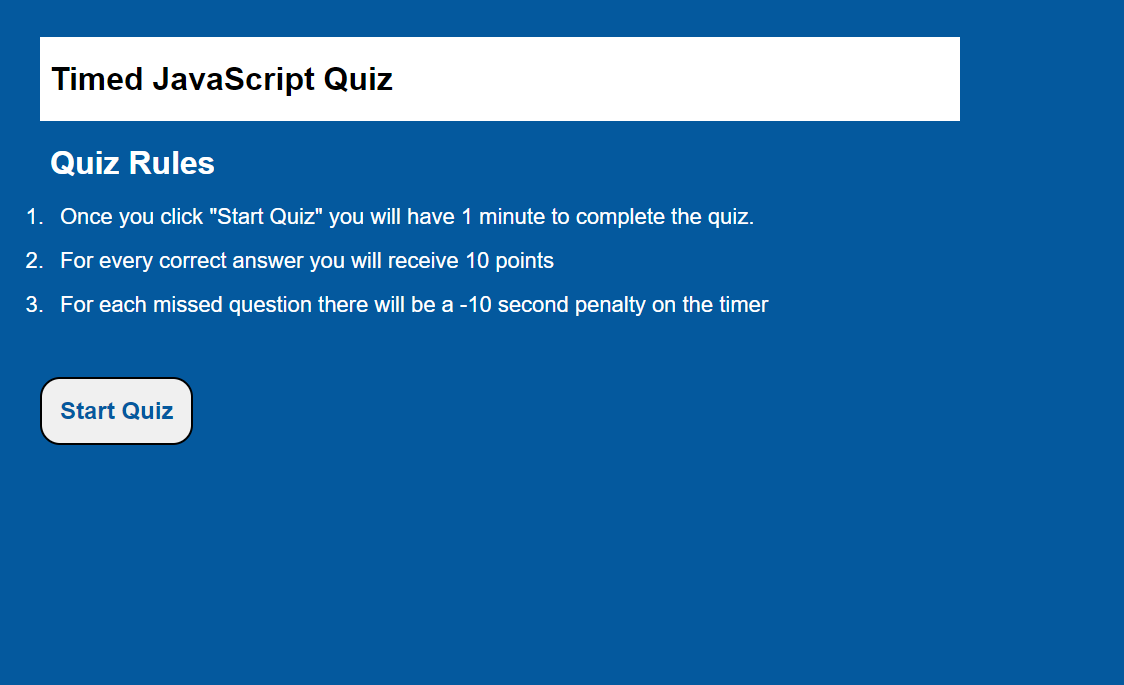 Timed JavaScript Quiz
Quiz Rules
1. Once you click "Start Quiz" you will have 1 minute to complete the quiz.
2. For every correct answer you will receive 10 points
3. For each missed question there will be a -10 second penalty on the timer
Start Quiz